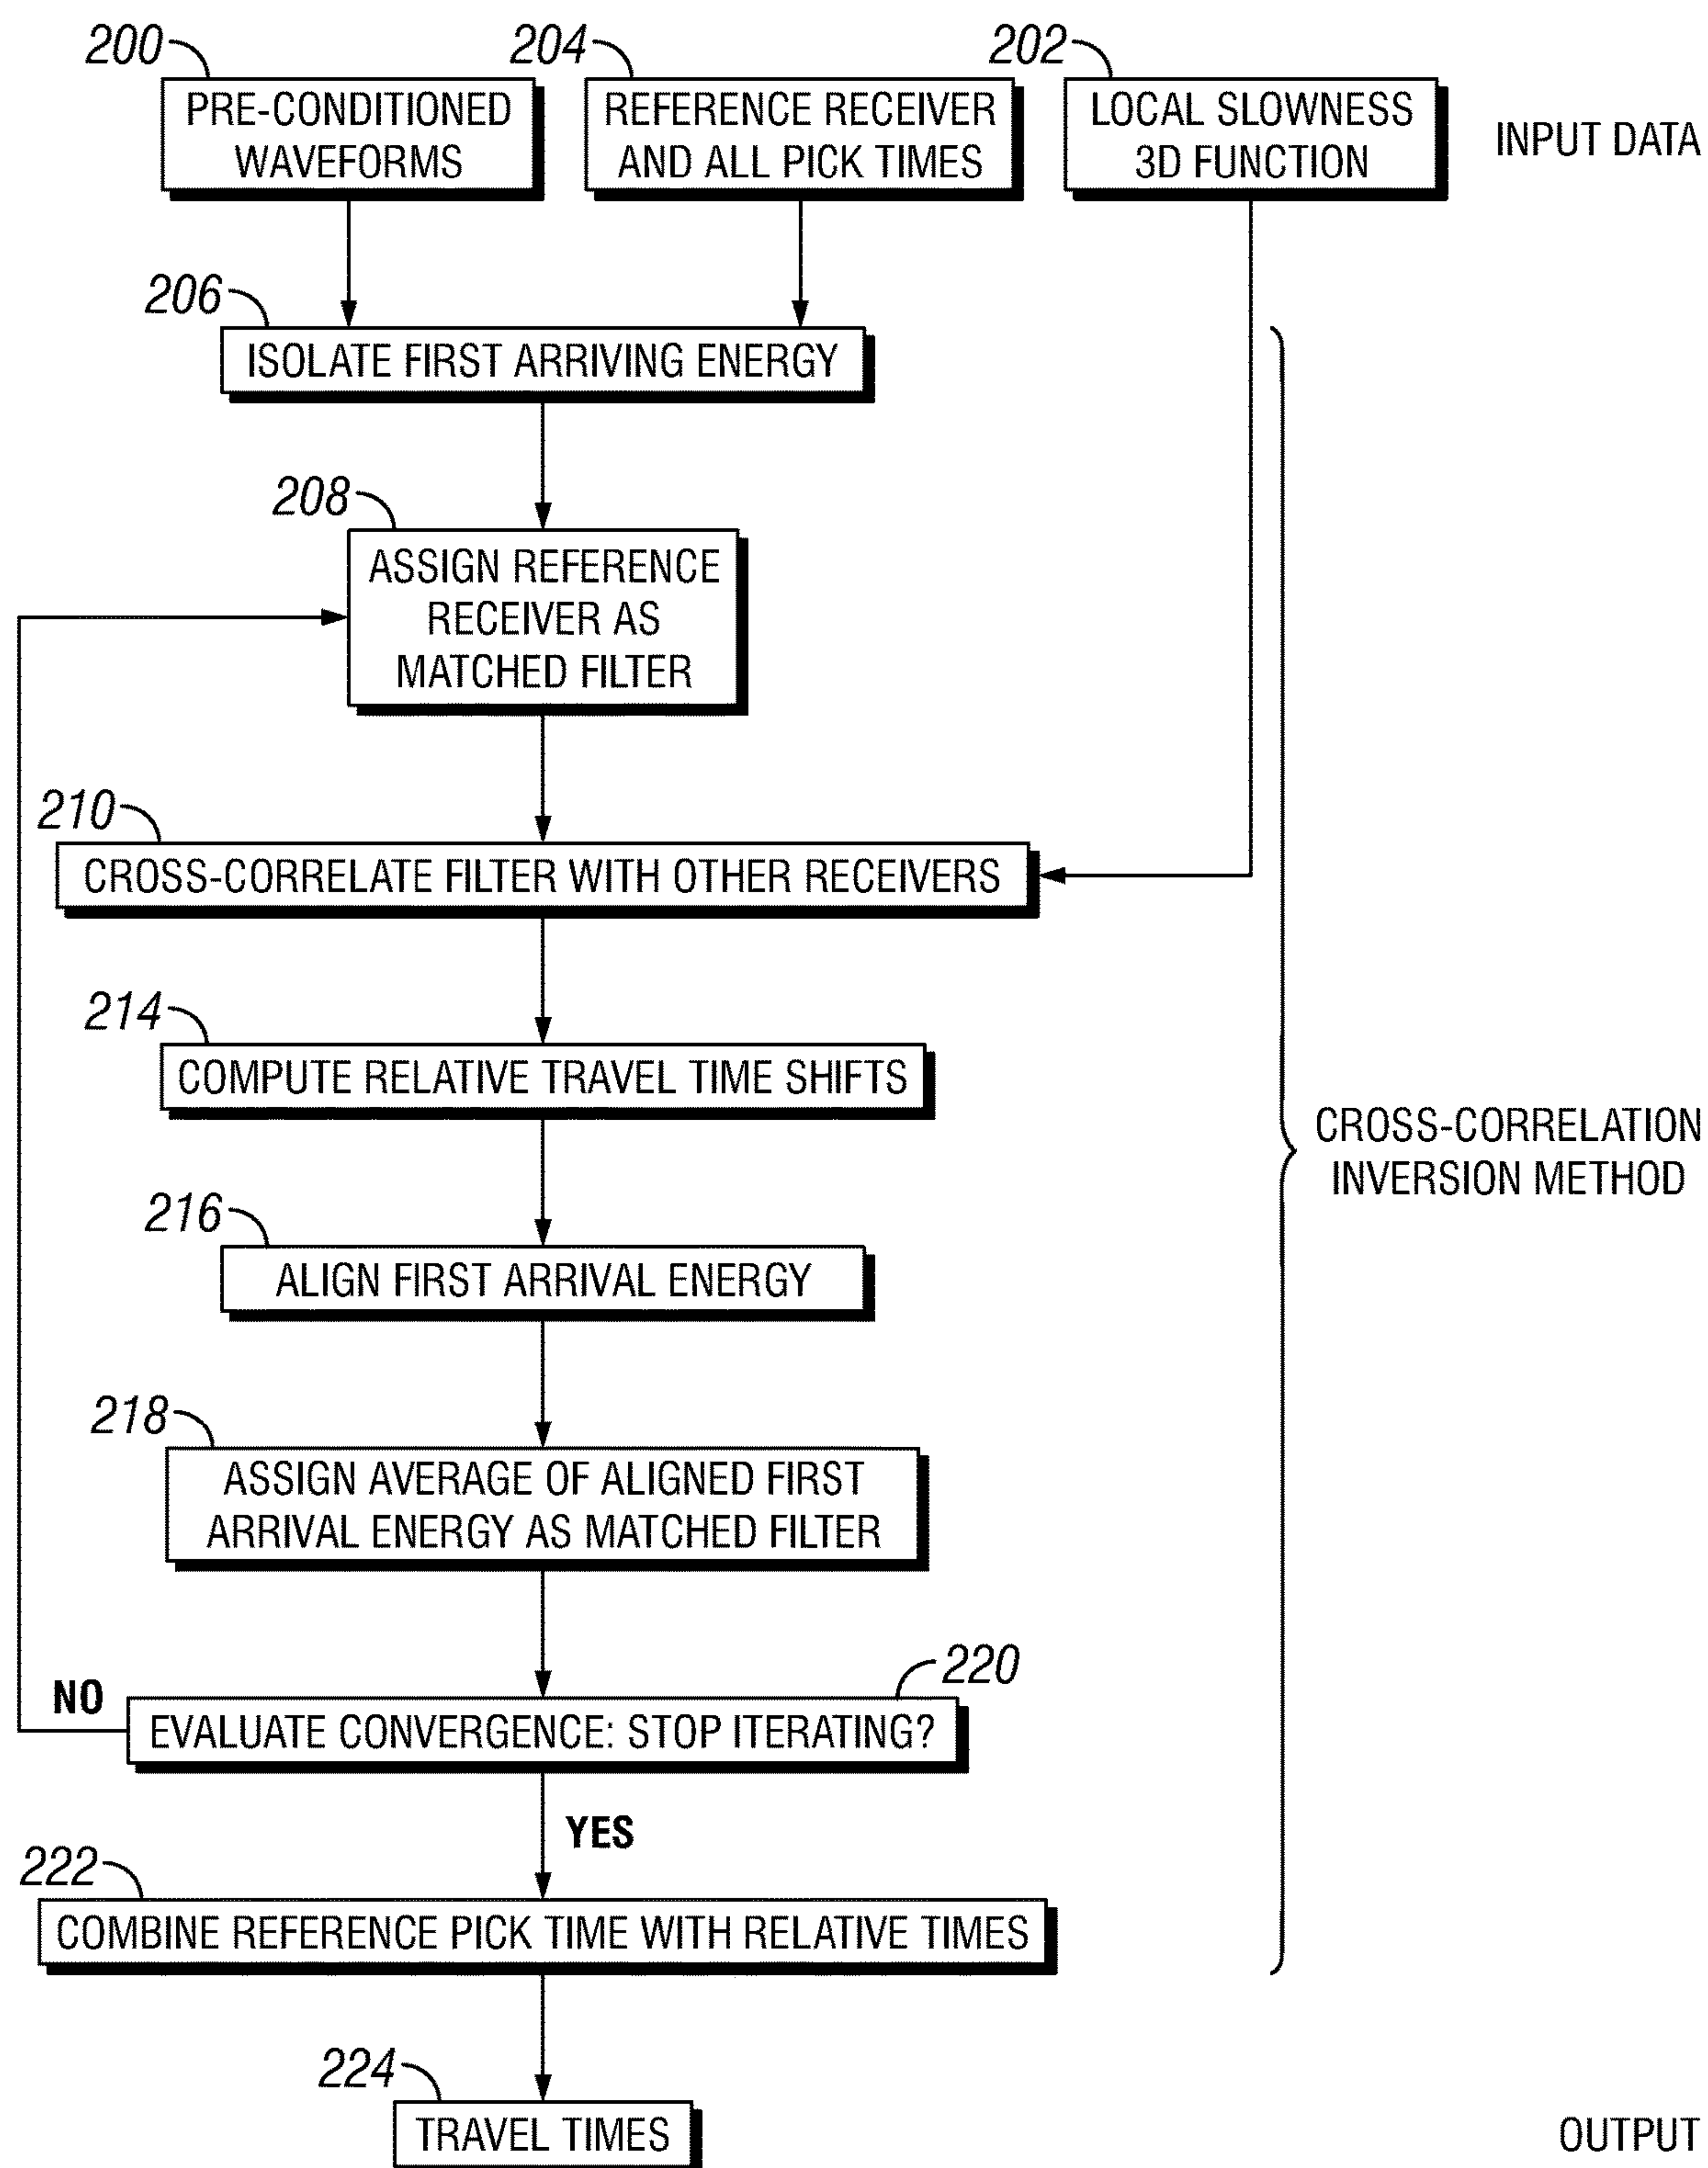 200
204
202
PRE-CONDITIONED
WAVEFORMS
REFERENCE RECEIVER
AND ALL PICK TIMES
LOCAL SLOWNESS
3D FUNCTION
INPUT DATA
206
ISOLATE FIRST ARRIVING ENERGY
208
ASSIGN REFERENCE
RECEIVER AS
MATCHED FILTER
210
CROSS-CORRELATE FILTER WITH OTHER RECEIVERS
214
COMPUTE RELATIVE TRAVEL TIME SHIFTS
CROSS-CORRELATION
INVERSION METHOD
216
ALIGN FIRST ARRIVAL ENERGY
218
ASSIGN AVERAGE OF ALIGNED FIRST
ARRIVAL ENERGY AS MATCHED FILTER
220
NO
EVALUATE CONVERGENCE: STOP ITERATING?
YES
222
COMBINE REFERENCE PICK TIME WITH RELATIVE TIMES
224
TRAVEL TIMES
OUTPUT